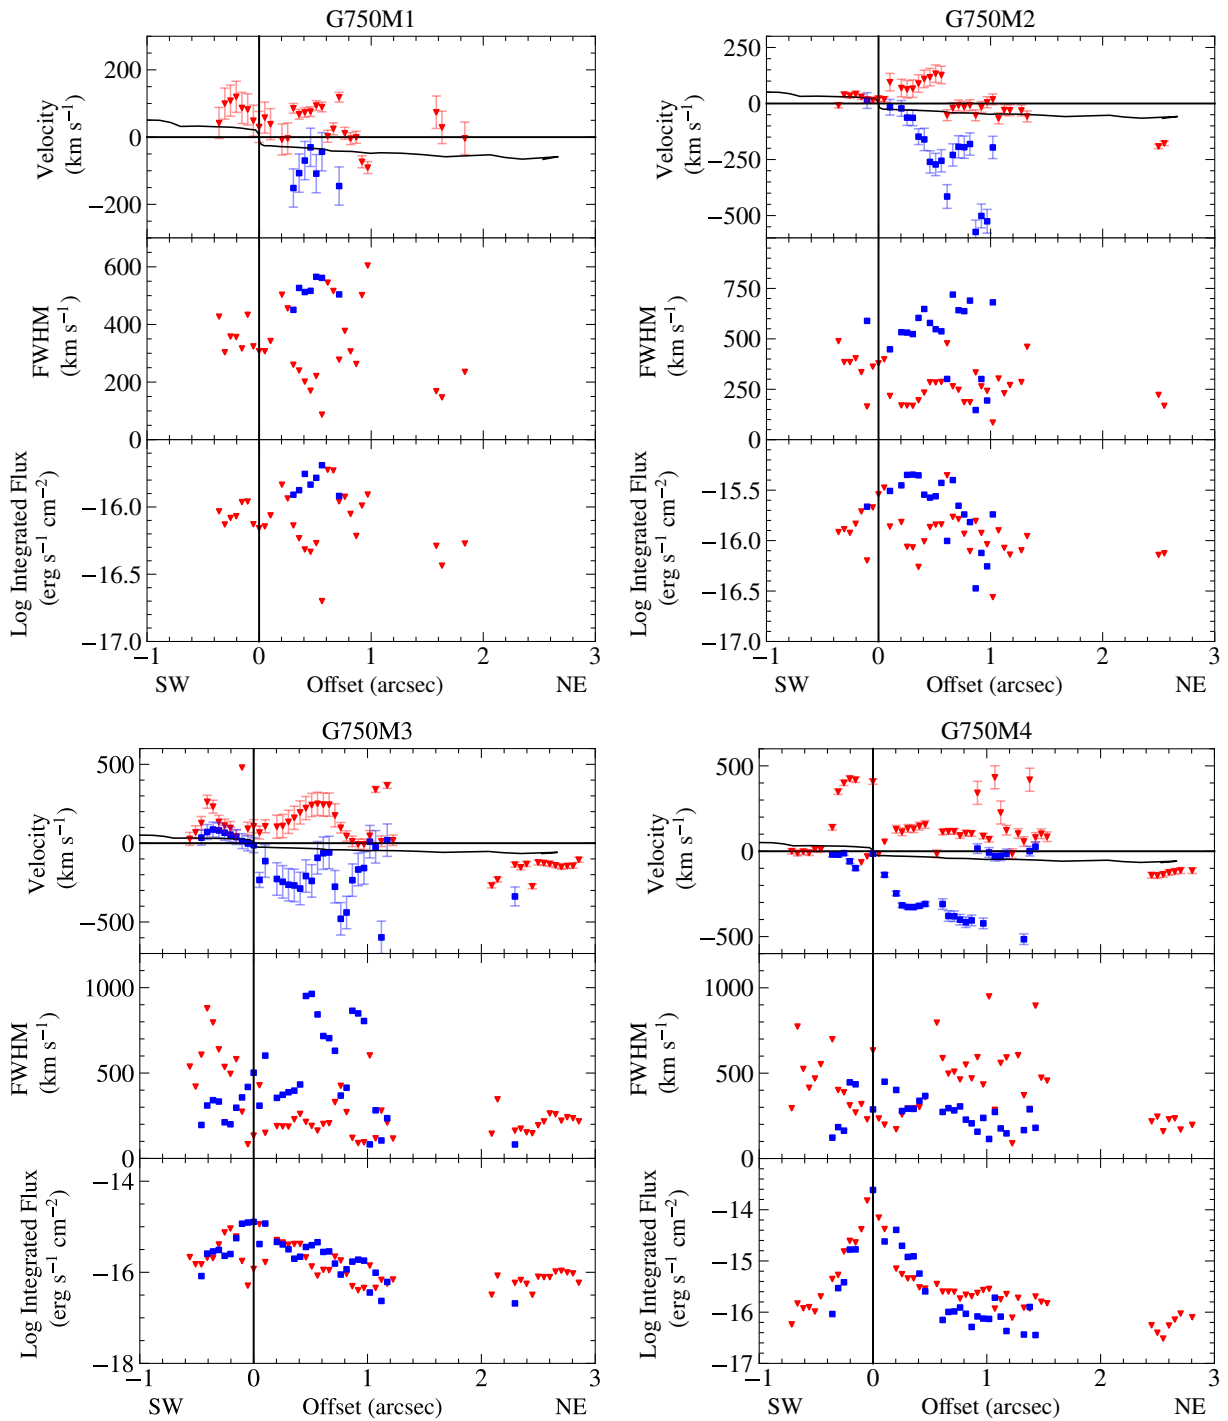 G750M1
200
0
−200
Velocity
(km s−1)
600
400
200
0
FWHM
(km s−1)
−16.0
−16.5
−17.0
Log Integrated Flux
(erg s−1 cm−2)
−1 0 1 2 3
SW Offset (arcsec) NE
G750M2
250
0
−250
−500
Velocity
(km s−1)
750
500
250
0
FWHM
(km s−1)
−15.5
−16.0
−16.5
−17.0
Log Integrated Flux
(erg s−1 cm−2)
−1 0 1 2 3
SW Offset (arcsec) NE
G750M3
500
0
−500
Velocity
(km s−1)
1000
500
0
FWHM
(km s−1)
−14
−16
−18
Log Integrated Flux
(erg s−1 cm−2)
−1 0 1 2 3
SW Offset (arcsec) NE
G750M4
500
0
−500
Velocity
(km s−1)
1000
500
0
FWHM
(km s−1)
−14
−15
−16
−17
Log Integrated Flux
(erg s−1 cm−2)
−1 0 1 2 3
SW Offset (arcsec) NE